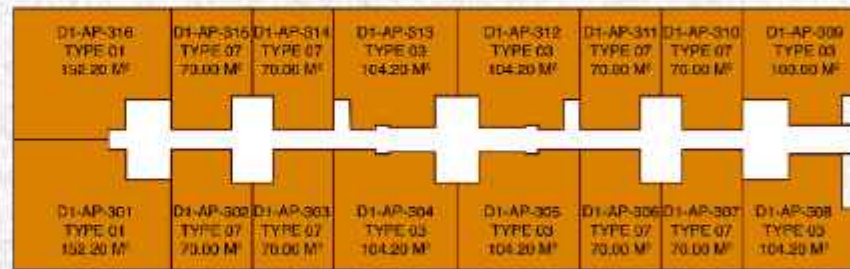 D1-AP-316 D1-AP-315 D1-AP-314 D1-AP-313 D1-AP-312 D1-AP-311 D1-AP-310 D1-AP-309
TYPE 01 TYPE 07 TYPE 07 TYPE 03 TYPE 03 TYPE 07 TYPE 07 TYPE 03
152.20 M² 70.00 M² 70.00 M² 104.20 M² 104.20 M² 70.00 M² 70.00 M² 100.00 M²
D1-AP-301 D1-AP-302 D1-AP-303 D1-AP-304 D1-AP-305 D1-AP-306 D1-AP-307 D1-AP-308
TYPE 01 TYPE 07 TYPE 07 TYPE 03 TYPE 03 TYPE 07 TYPE 07 TYPE 03
152.20 M² 70.00 M² 70.00 M² 104.20 M² 104.20 M² 70.00 M² 70.00 M² 104.20 M²